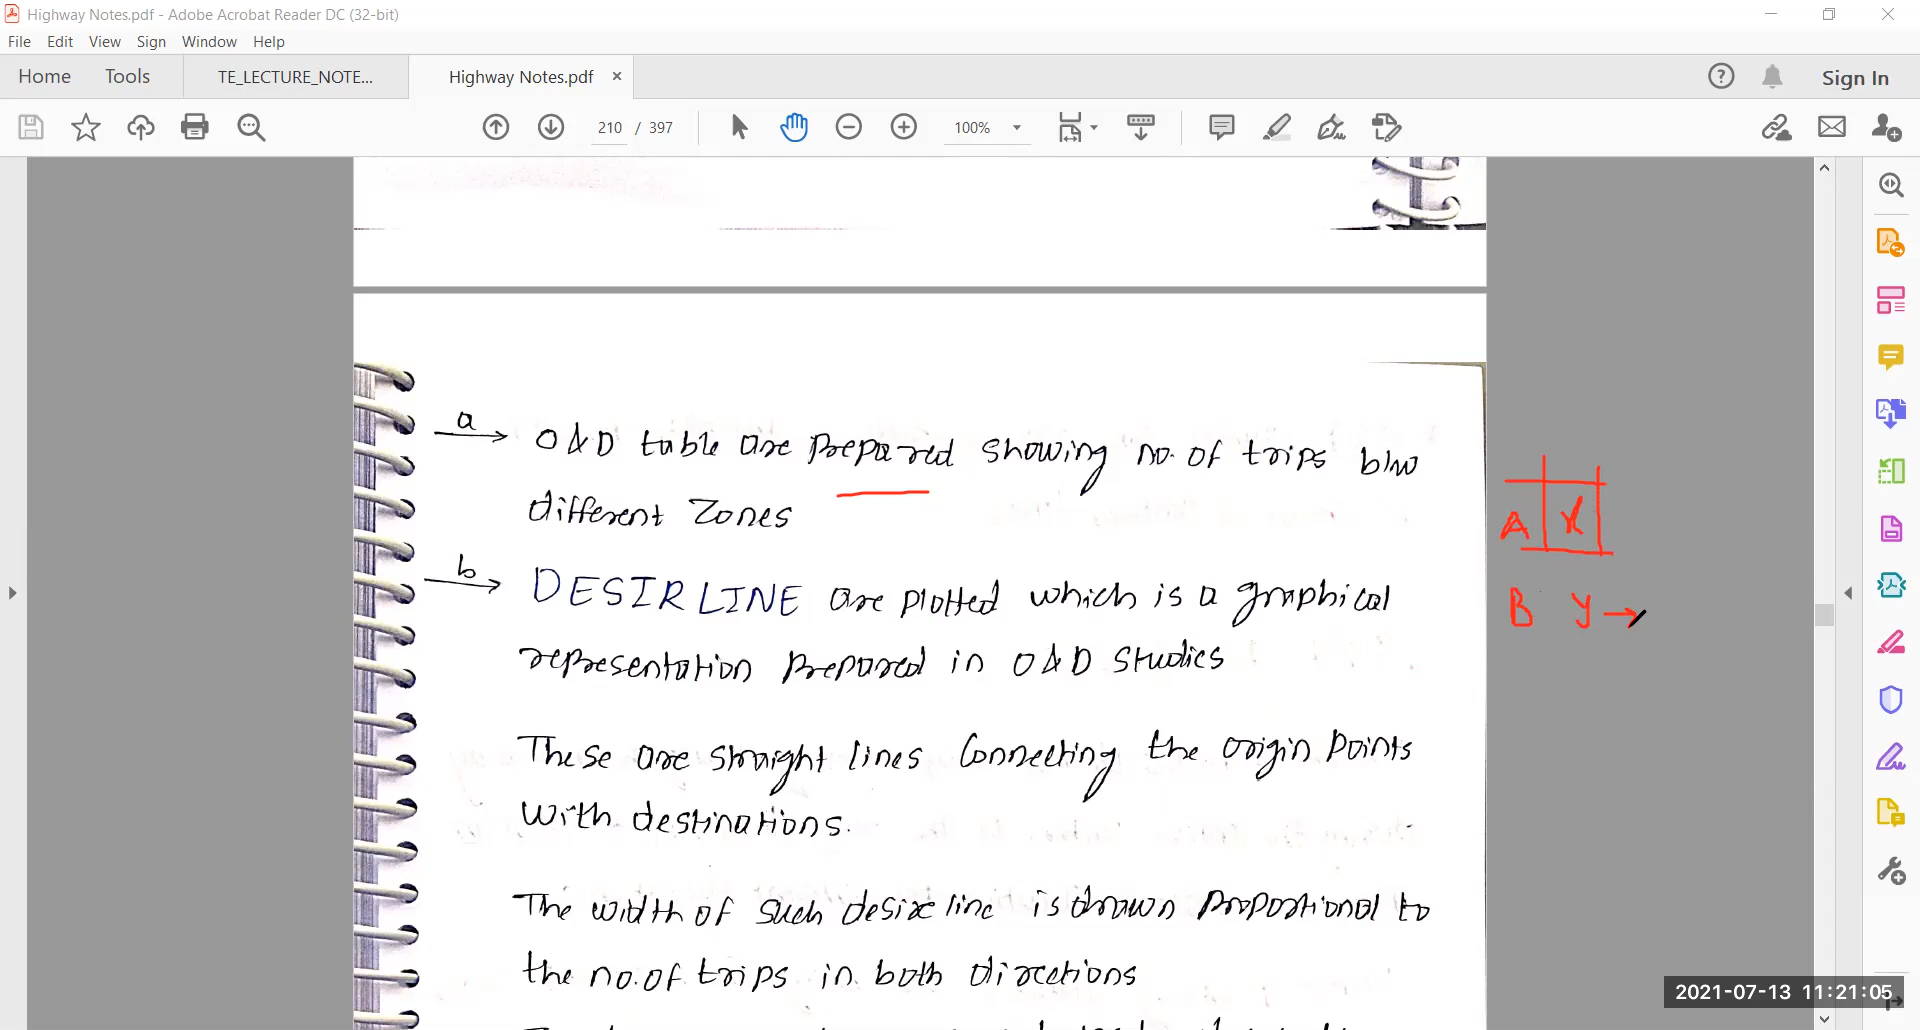 Highway Notes.pdf - Adobe Acrobat Reader DC (32-bit)
File Edit View Sign Window Help
Home Tools TE_LECTURE_NOTE... Highway Notes.pdf × Sign In
210 / 397 100%
a O&D table are prepared showing no. of trips b/w
different Zones
b DESIR LINE are plotted which is a graphical
representation prepared in O&D Studies
These are straight lines Connecting the origin Points
With destinations.
The width of such desire line is drawn Proportional to
the no. of trips in both directions
A x
B y →
2021-07-13 11:21:05